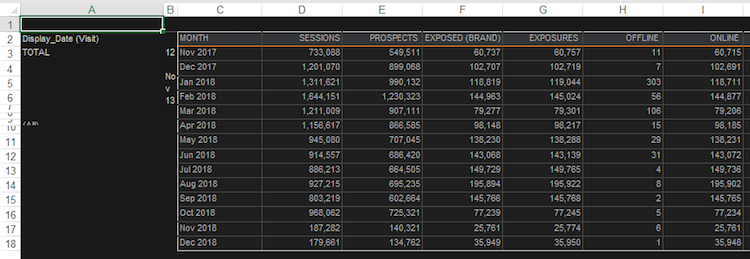 A B C D E F G H I
1
2 Display_Date (Visit) MONTH SESSIONS PROSPECTS EXPOSED (BRAND) EXPOSURES OFFLINE ONLINE
3 TOTAL 12 Nov 2017 733,088 549,511 60,737 60,757 11 60,715
4 Dec 2017 1,201,070 899,068 102,707 102,719 7 102,691
5 No Jan 2018 1,311,621 990,132 118,819 119,044 303 118,711
6 v 13 Feb 2018 1,644,151 1,230,323 144,963 145,024 56 144,877
Mar 2018 1,211,009 907,111 79,277 79,301 106 79,206
10 Apr 2018 1,156,617 866,585 98,148 98,217 15 98,185
11 May 2018 945,080 707,045 138,230 138,288 29 138,231
12 Jun 2018 914,557 686,420 143,068 143,139 31 143,072
13 Jul 2018 886,213 664,505 149,729 149,765 4 149,736
14 Aug 2018 927,215 695,235 195,894 195,922 8 195,902
15 Sep 2018 803,219 602,664 145,766 145,768 2 145,765
16 Oct 2018 968,062 725,321 77,239 77,245 5 77,234
17 Nov 2018 187,282 140,321 25,761 25,774 6 25,761
18 Dec 2018 179,661 134,762 35,949 35,950 1 35,948